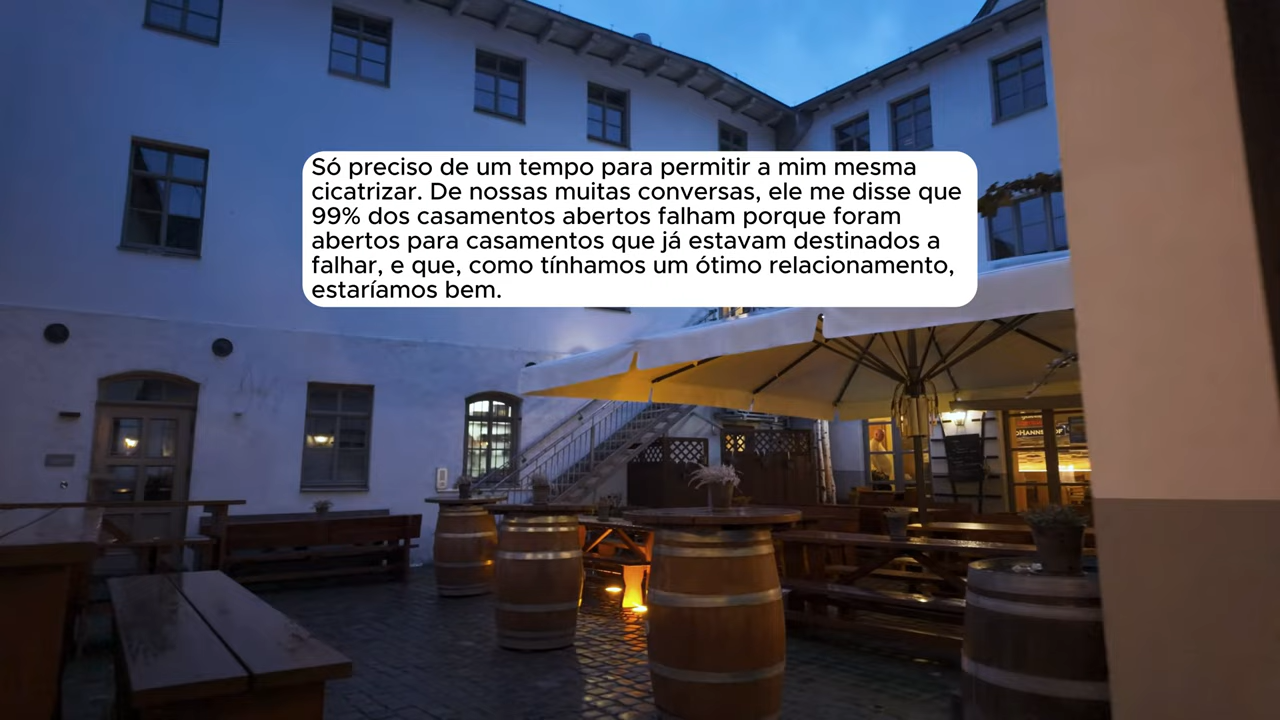 Só preciso de um tempo para permitir a mim mesma
cicatrizar. De nossas muitas conversas, ele me disse que
99% dos casamentos abertos falham porque foram
abertos para casamentos que já estavam destinados a
falhar, e que, como tínhamos um ótimo relacionamento,
estaríamos bem.